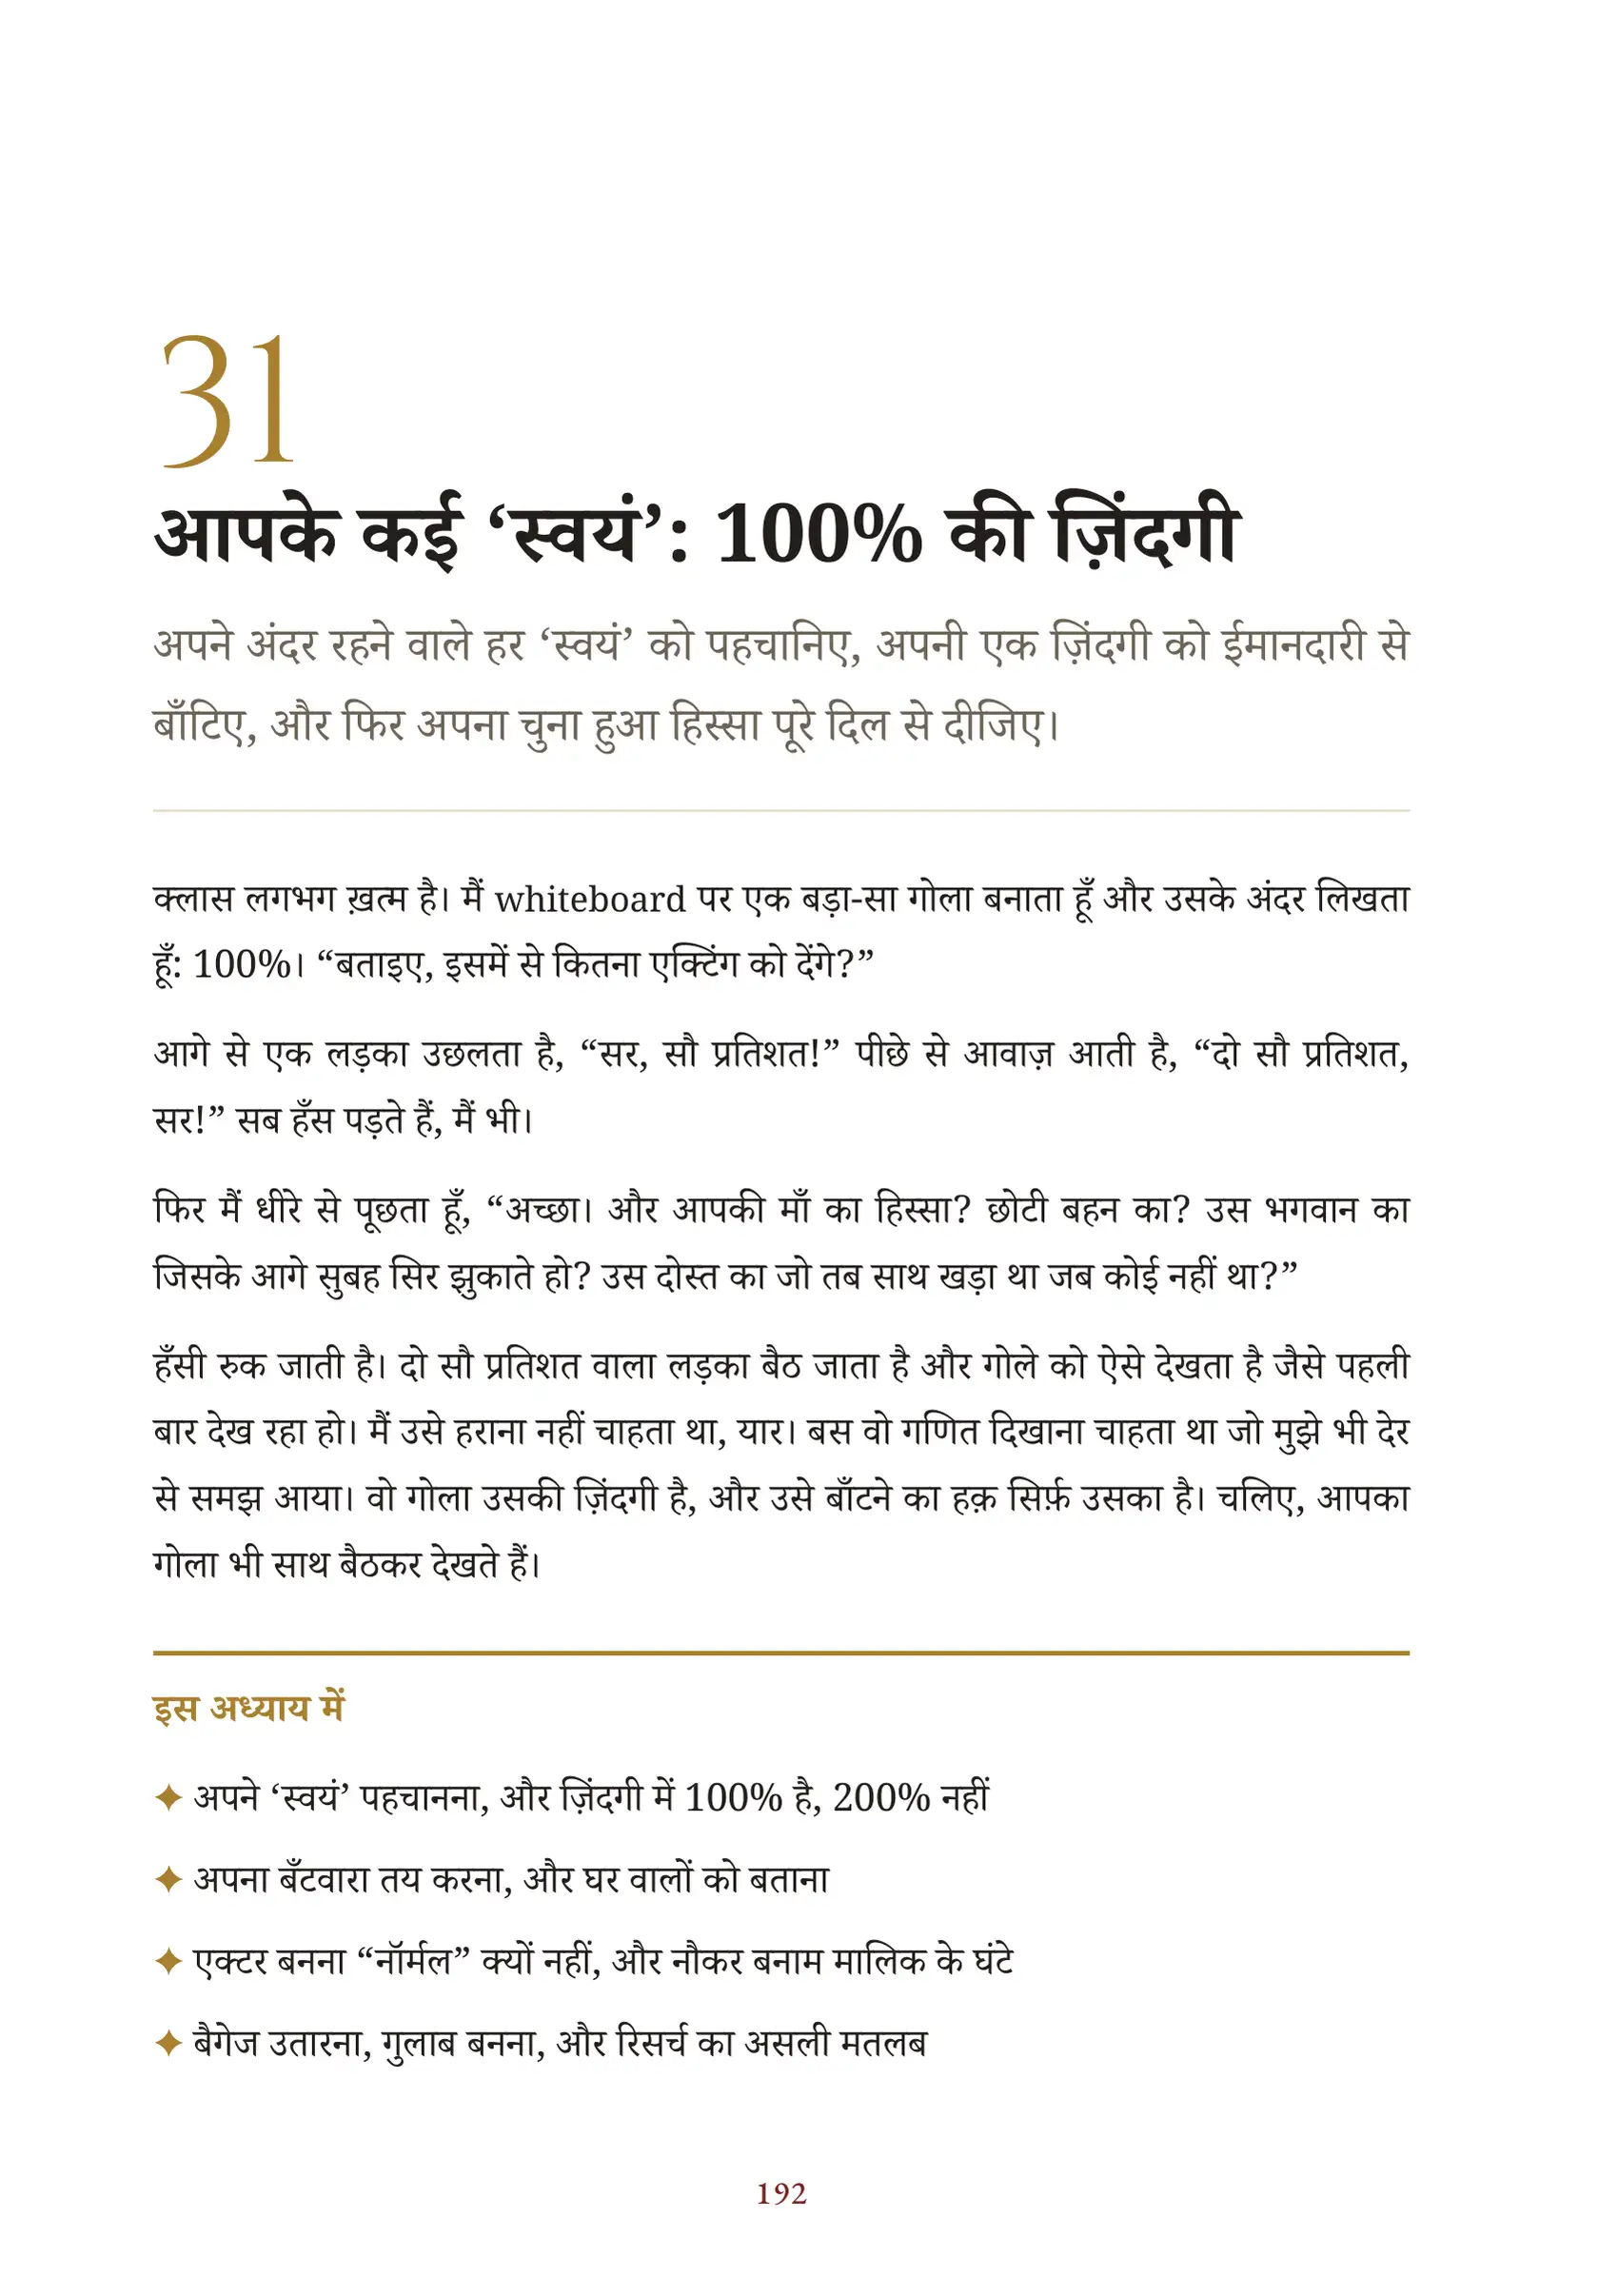 31
आपके कई ‘स्वयं’: 100% की ज़िंदगी
अपने अंदर रहने वाले हर ‘स्वयं’ को पहचानिए, अपनी एक ज़िंदगी को ईमानदारी से
बाँटिए, और फिर अपना चुना हुआ हिस्सा पूरे दिल से दीजिए।
क्लास लगभग ख़त्म है। मैं whiteboard पर एक बड़ा-सा गोला बनाता हूँ और उसके अंदर लिखता
हूँ: 100%। “बताइए, इसमें से कितना एक्टिंग को देंगे?”
आगे से एक लड़का उछलता है, “सर, सौ प्रतिशत!” पीछे से आवाज़ आती है, “दो सौ प्रतिशत,
सर!” सब हँस पड़ते हैं, मैं भी।
फिर मैं धीरे से पूछता हूँ, “अच्छा। और आपकी माँ का हिस्सा? छोटी बहन का? उस भगवान का
जिसके आगे सुबह सिर झुकाते हो? उस दोस्त का जो तब साथ खड़ा था जब कोई नहीं था?”
हँसी रुक जाती है। दो सौ प्रतिशत वाला लड़का बैठ जाता है और गोले को ऐसे देखता है जैसे पहली
बार देख रहा हो। मैं उसे हराना नहीं चाहता था, यार। बस वो गणित दिखाना चाहता था जो मुझे भी देर
से समझ आया। वो गोला उसकी ज़िंदगी है, और उसे बाँटने का हक़ सिर्फ़ उसका है। चलिए, आपका
गोला भी साथ बैठकर देखते हैं।
इस अध्याय में
✦ अपने ‘स्वयं’ पहचानना, और ज़िंदगी में 100% है, 200% नहीं
✦ अपना बँटवारा तय करना, और घर वालों को बताना
✦ एक्टर बनना “नॉर्मल” क्यों नहीं, और नौकर बनाम मालिक के घंटे
✦ बैगेज उतारना, गुलाब बनना, और रिसर्च का असली मतलब
192